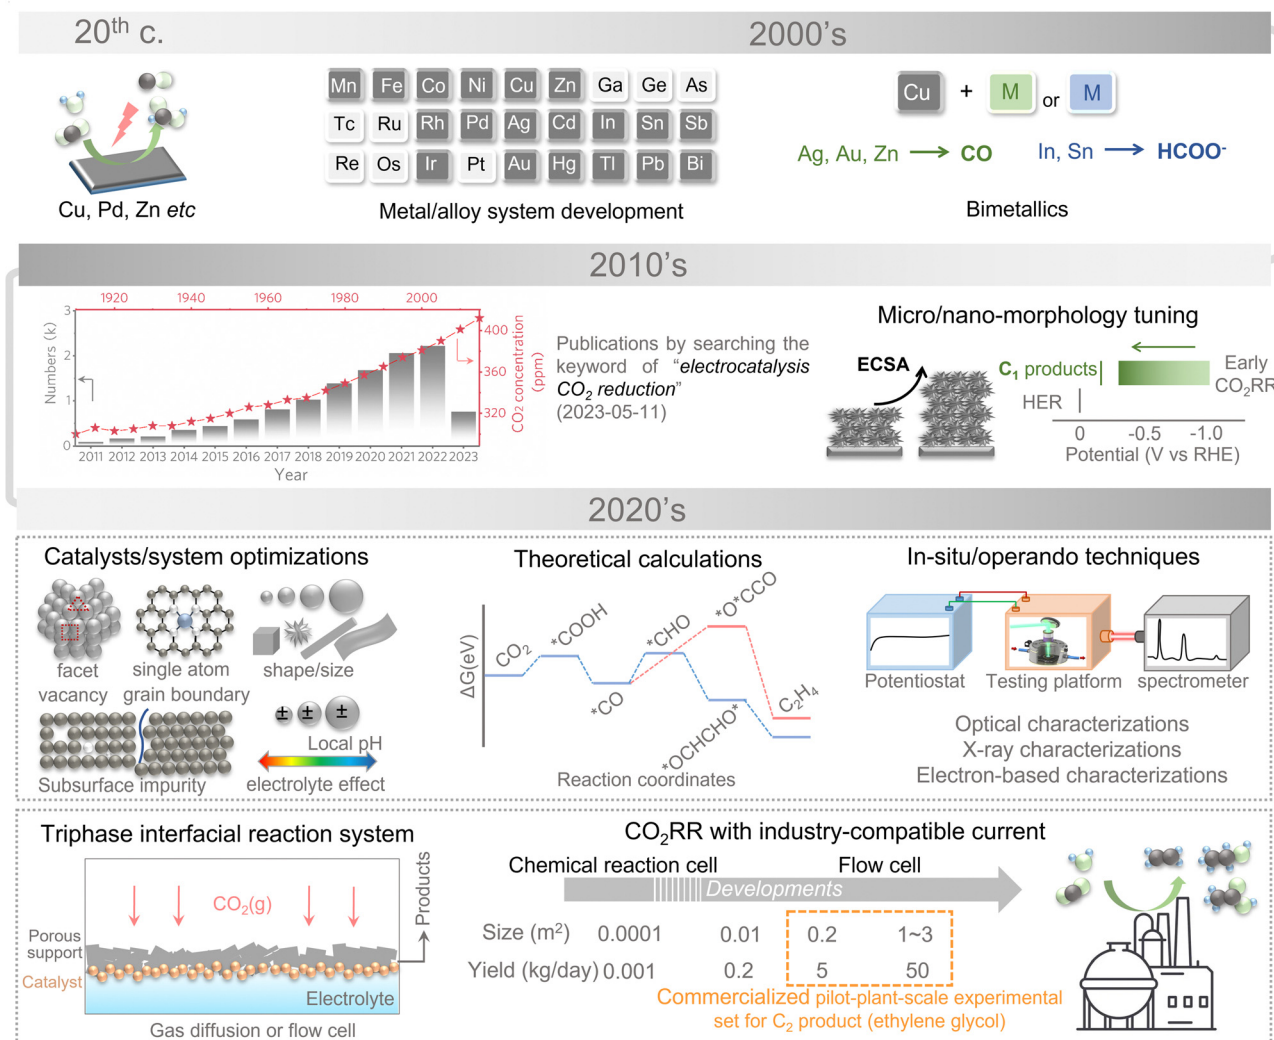 20th c.
2000's
Cu, Pd, Zn etc
Mn Fe Co Ni Cu Zn Ga Ge As
Tc Ru Rh Pd Ag Cd In Sn Sb
Re Os Ir Pt Au Hg Tl Pb Bi
Metal/alloy system development
Cu + M or M
Ag, Au, Zn → CO
In, Sn → HCOO-
Bimetallics
2010's
1920 1940 1960 1980 2000
Numbers (k)
3
2
1
0
400
360
320
CO2 concentration
(ppm)
2011 2012 2013 2014 2015 2016 2017 2018 2019 2020 2021 2022 2023
Year
Publications by searching the
keyword of “electrocatalysis
CO2 reduction”
(2023-05-11)
Micro/nano-morphology tuning
ECSA
C1 products
Early
CO2RR
HER
0 -0.5 -1.0
Potential (V vs RHE)
2020's
Catalysts/system optimizations
facet
vacancy
single atom
grain boundary
shape/size
Subsurface impurity
± ± ±
Local pH
electrolyte effect
Theoretical calculations
ΔG(eV)
CO2
*COOH
*CO
*CHO
*O*CCO
*OCHCHO*
C2H4
Reaction coordinates
In-situ/operando techniques
Potentiostat
Testing platform
spectrometer
Optical characterizations
X-ray characterizations
Electron-based characterizations
Triphase interfacial reaction system
CO2(g)
Products
Porous
support
Catalyst
Electrolyte
Gas diffusion or flow cell
CO2RR with industry-compatible current
Chemical reaction cell
Flow cell
Developments
Size (m2) 0.0001 0.01 0.2 1~3
Yield (kg/day) 0.001 0.2 5 50
Commercialized pilot-plant-scale experimental
set for C2 product (ethylene glycol)